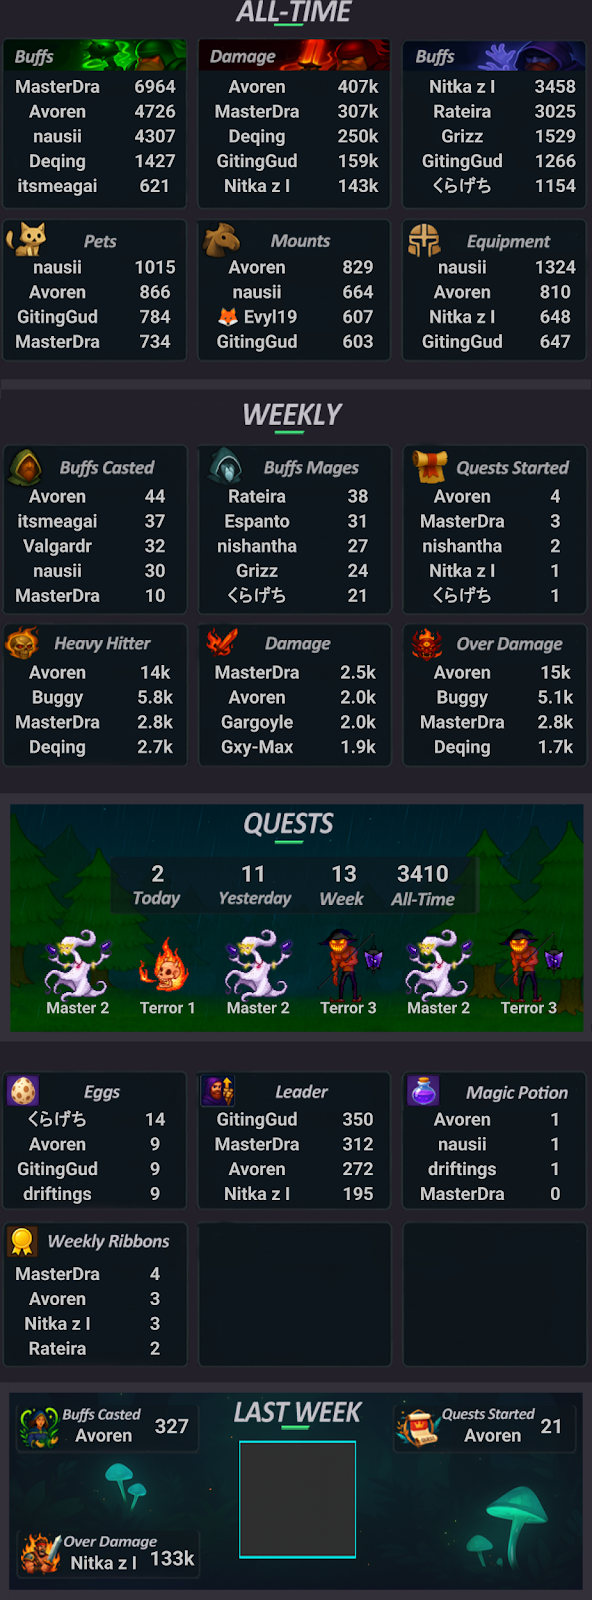 ALL-TIME
Buffs
MasterDra 6964
Avoren 4726
nausii 4307
Deqing 1427
itsmeagai 621
Damage
Avoren 407k
MasterDra 307k
Deqing 250k
GitingGud 159k
Nitka z l 143k
Buffs
Nitka z l 3458
Rateira 3025
Grizz 1529
GitingGud 1266
くらげち 1154
Pets
nausii 1015
Avoren 866
GitingGud 784
MasterDra 734
Mounts
Avoren 829
nausii 664
🦊 Evyl19 607
GitingGud 603
Equipment
nausii 1324
Avoren 810
Nitka z l 648
GitingGud 647
WEEKLY
Buffs Casted
Avoren 44
itsmeagai 37
Valgardr 32
nausii 30
MasterDra 10
Buffs Mages
Rateira 38
Espanto 31
nishantha 27
Grizz 24
くらげち 21
Quests Started
Avoren 4
MasterDra 3
nishantha 2
Nitka z l 1
くらげち 1
Heavy Hitter
Avoren 14k
Buggy 5.8k
MasterDra 2.8k
Deqing 2.7k
Damage
MasterDra 2.5k
Avoren 2.0k
Gargoyle 2.0k
Gxy-Max 1.9k
Over Damage
Avoren 15k
Buggy 5.1k
MasterDra 2.8k
Deqing 1.7k
QUESTS
2 11 13 3410
Today Yesterday Week All-Time
Master 2 Terror 1 Master 2 Terror 3 Master 2 Terror 3
Eggs
くらげち 14
Avoren 9
GitingGud 9
driftings 9
Leader
GitingGud 350
MasterDra 312
Avoren 272
Nitka z l 195
Magic Potion
Avoren 1
nausii 1
driftings 1
MasterDra 0
Weekly Ribbons
MasterDra 4
Avoren 3
Nitka z l 3
Rateira 2
LAST WEEK
Buffs Casted
Avoren 327
Quests Started
Avoren 21
Over Damage
Nitka z l 133k